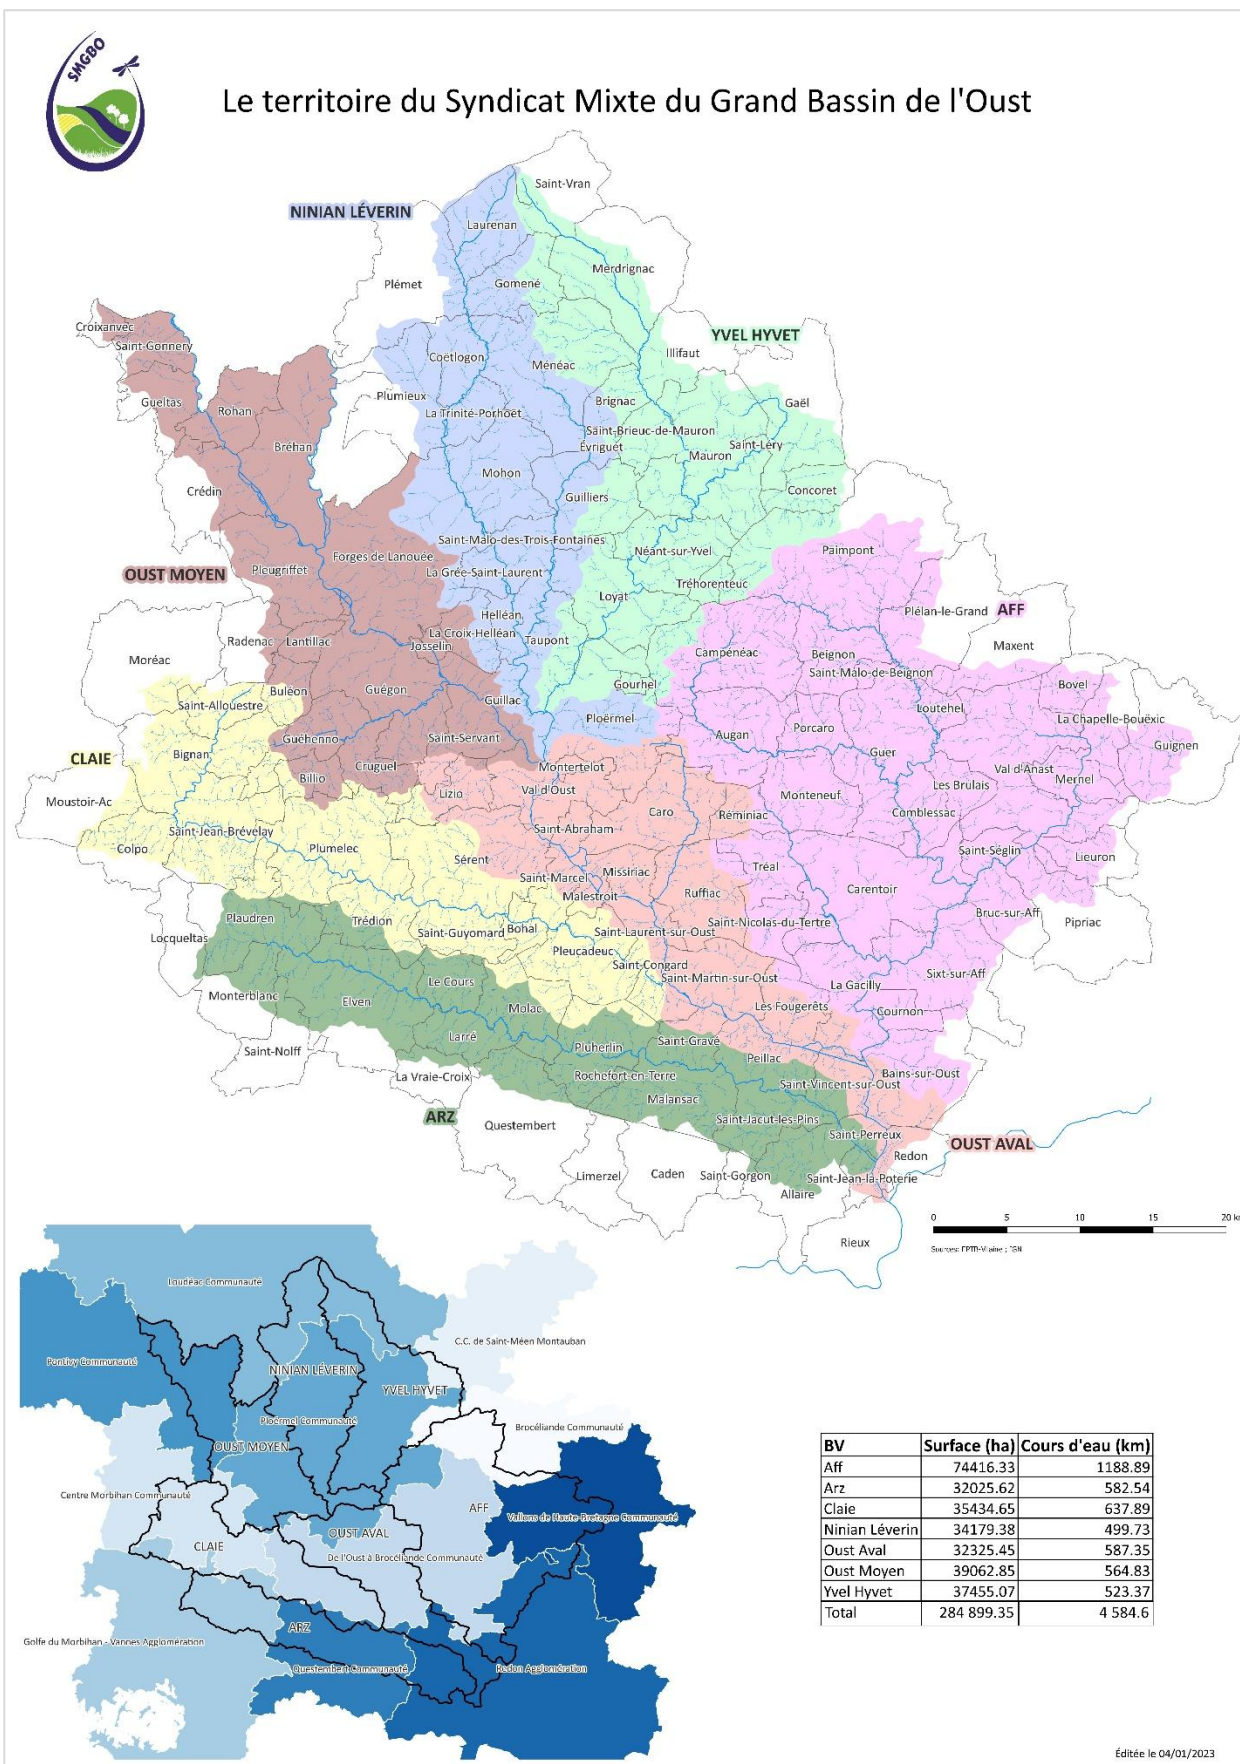 SMGBO
Le territoire du Syndicat Mixte du Grand Bassin de l'Oust
Saint-Vran
NINIAN LÉVERIN
Laurenan
Merdrignac
Plémet
Gomené
Croixanvec
YVEL HYVET
Saint-Gonnery
Illifaut
Coëtlogon
Ménéac
Plumieux
Gueltas
Brignac
Gaël
Rohan
La Trinité-Porhoët
Saint-Brieuc-de-Mauron
Bréhan
Évriguet
Saint-Léry
Mauron
Mohon
Crédin
Guilliers
Concoret
Saint-Malo-des-Trois-Fontaines
Forges de Lanouée
Néant-sur-Yvel
Paimpont
OUST MOYEN
Pleugriffet
La Grée-Saint-Laurent
Tréhorenteuc
Loyat
Plélan-le-Grand
AFF
Helléan
La Croix-Helléan
Radenac
Lantillac
Josselin
Taupont
Maxent
Moréac
Campénéac
Beignon
Saint-Malo-de-Beignon
Bovel
Buléon
Guégon
Gourhel
Saint-Allouestre
Guillac
Loutehel
Ploërmel
La Chapelle-Bouëxic
Guéhenno
Saint-Servant
Augan
Porcaro
Guignen
CLAIE
Bignan
Guer
Billio
Cruguel
Montertelot
Val d'Anast
Mernel
Moustoir-Ac
Lizio
Val d'Oust
Monteneuf
Les Brulais
Caro
Réminiac
Comblessac
Saint-Jean-Brévelay
Saint-Abraham
Colpo
Plumelec
Sérent
Saint-Séglin
Lieuron
Saint-Marcel
Missiriac
Tréal
Malestroit
Ruffiac
Carentoir
Plaudren
Trédion
Bruc-sur-Aff
Pipriac
Saint-Guyomard
Bohal
Saint-Laurent-sur-Oust
Saint-Nicolas-du-Tertre
Locqueltas
Pleucadeuc
Saint-Congard
Saint-Martin-sur-Oust
Sixt-sur-Aff
Le Cours
La Gacilly
Monterblanc
Elven
Molac
Les Fougerêts
Cournon
Larré
Saint-Gravé
Saint-Nolff
Pluherlin
Peillac
La Vraie-Croix
Rochefort-en-Terre
Saint-Vincent-sur-Oust
Bains-sur-Oust
Malansac
ARZ
Questembert
Saint-Jacut-les-Pins
Saint-Perreux
OUST AVAL
Redon
Limerzel
Caden
Saint-Gorgon
Saint-Jean-la-Poterie
Allaire
Rieux
0 5 10 15 20 km
Sources: EPTB-Vilaine ; IGN
Loudéac Communauté
C.C. de Saint-Méen Montauban
Pontivy Communauté
NINIAN LÉVERIN
YVEL HYVET
Ploërmel Communauté
Brocéliande Communauté
OUST MOYEN
Centre Morbihan Communauté
AFF
Vallons de Haute-Bretagne Communauté
OUST AVAL
CLAIE
De l'Oust à Brocéliande Communauté
ARZ
Golfe du Morbihan - Vannes Agglomération
Questembert Communauté
Redon Agglomération
BV Surface (ha) Cours d'eau (km)
Aff 74416.33 1188.89
Arz 32025.62 582.54
Claie 35434.65 637.89
Ninian Léverin 34179.38 499.73
Oust Aval 32325.45 587.35
Oust Moyen 39062.85 564.83
Yvel Hyvet 37455.07 523.37
Total 284 899.35 4 584.6
Éditée le 04/01/2023